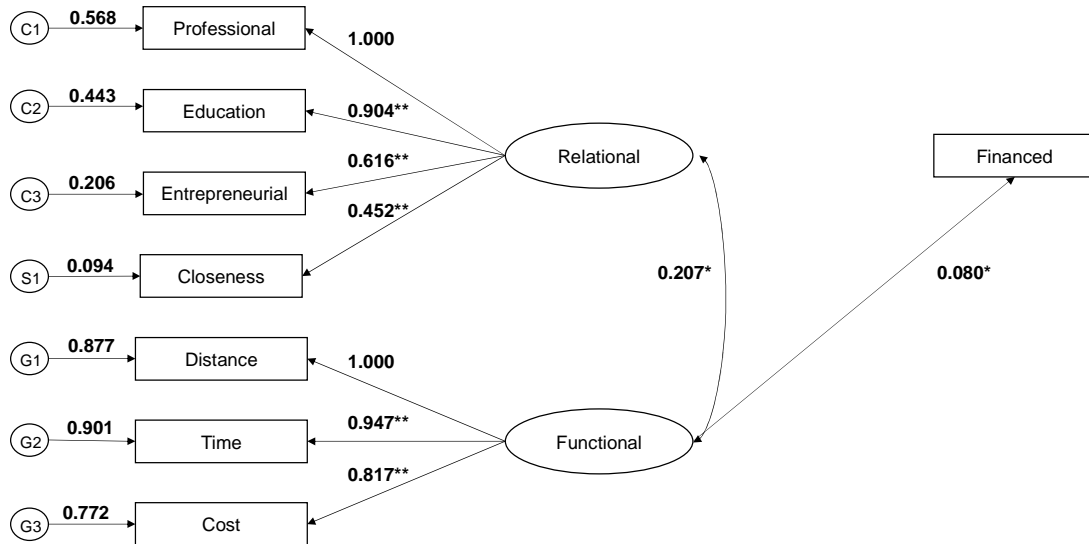 C1 0.568 Professional 1.000
C2 0.443 Education 0.904**
Relational Financed
C3 0.206 Entrepreneurial 0.616**
0.452**
S1 0.094 Closeness 0.207* 0.080*
G1 0.877 Distance 1.000
G2 0.901 Time 0.947** Functional
0.817**
G3 0.772 Cost